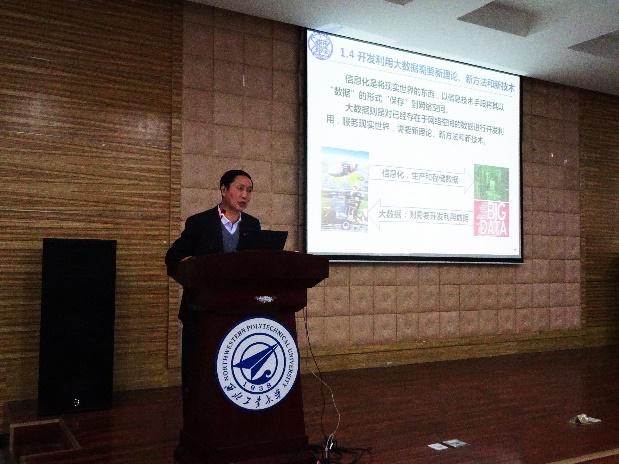 1.4 开发利用大数据需要新理论、新方法和新技术
信息化是将现实世界的东西，以信息技术手段将其以
“数据”的形式“保存”到网络空间。
大数据则是对已经存在于网络空间的数据进行开发利
用，服务现实世界，需要新理论、新方法和新技术。
信息化：生产和存储数据
大数据：则需要开发利用数据
BIG
DATA
NORTHWESTERN POLYTECHNICAL UNIVERSITY
1938
西北工业大学